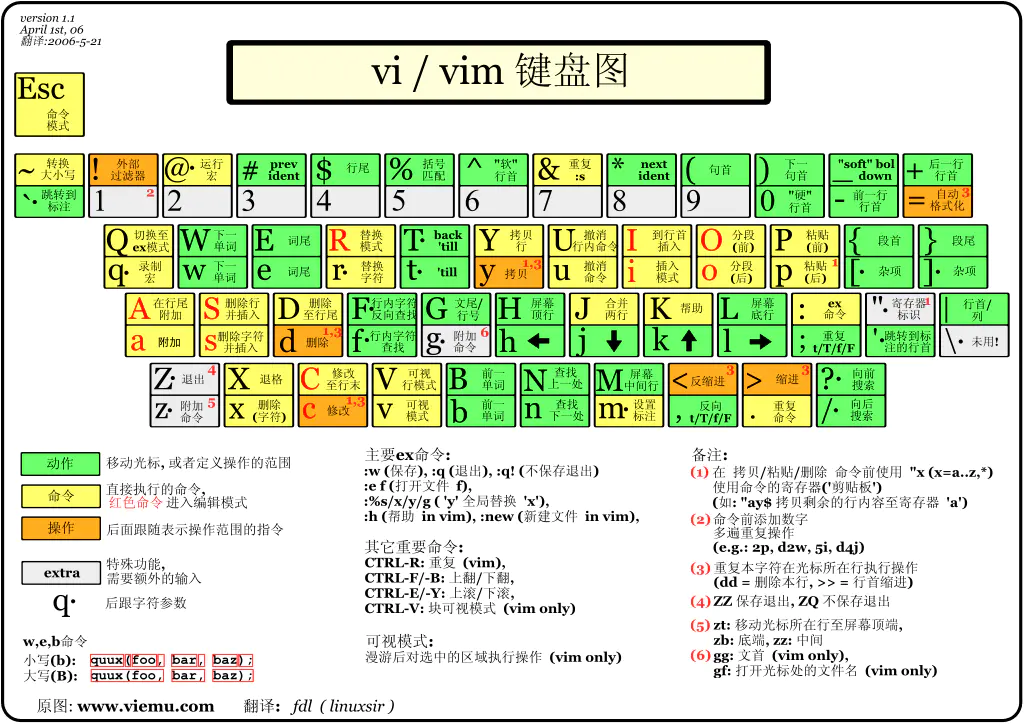 version 1.1
April 1st, 06
翻译:2006-5-21
vi / vim 键盘图
Esc
命令
模式
~ 转换
大小写
! 外部
过滤器
@· 运行
宏
# prev
ident
$ 行尾
% 括号
匹配
^ "软"
行首
& 重复
:s
* next
ident
( 句首
) 下一
句首
"soft" bol
_ down
+ 后一行
行首
`· 跳转到
标注
1 2
2
3
4
5
6
7
8
9
0 "硬"
行首
- 前一行
行首
= 自动 3
格式化
Q 切换至
ex模式
W 下一
单词
E 词尾
R 替换
模式
T· back
'till
Y 拷贝
行
U 撤消
行内命令
I 到行首
插入
O 分段
(前)
P 粘贴
(前)
{ 段首
} 段尾
q· 录制
宏
w 下一
单词
e 词尾
r· 替换
字符
t· 'till
y 拷贝 1,3
u 撤消
命令
i 插入
模式
o 分段
(后)
p 粘贴 1
(后)
[· 杂项
]· 杂项
A 在行尾
附加
S 删除行
并插入
D 删除
至行尾
F· 行内字符
反向查找
G 文尾/
行号
H 屏幕
顶行
J 合并
两行
K 帮助
L 屏幕
底行
: ex
命令
"· 寄存器 1
标识
| 行首/
列
a 附加
s 删除字符
并插入
d 删除 1,3
f· 行内字符
查找
g· 附加 6
命令
h ←
j ↓
k ↑
l →
; 重复
t/T/f/F
'· 跳转到标
注的行首
\· 未用!
Z· 退出 4
X 退格
C 修改
至行末
V 可视
行模式
B 前一
单词
N 查找
上一处
M 屏幕
中间行
< 反缩进 3
> 缩进 3
?· 向前
搜索
z· 附加 5
命令
x 删除
(字符)
c 修改 1,3
v 可视
模式
b 前一
单词
n 查找
下一处
m· 设置
标注
, 反向
t/T/f/F
. 重复
命令
/· 向后
搜索
动作 移动光标, 或者定义操作的范围
命令 直接执行的命令,
红色命令 进入编辑模式
操作 后面跟随表示操作范围的指令
extra 特殊功能,
需要额外的输入
q· 后跟字符参数
w,e,b命令
小写(b): quux(foo, bar, baz);
大写(B): quux(foo, bar, baz);
主要ex命令:
:w (保存), :q (退出), :q! (不保存退出)
:e f (打开文件 f),
:%s/x/y/g ( 'y' 全局替换 'x'),
:h (帮助 in vim), :new (新建文件 in vim),
其它重要命令:
CTRL-R: 重复 (vim),
CTRL-F/-B: 上翻/下翻,
CTRL-E/-Y: 上滚/下滚,
CTRL-V: 块可视模式 (vim only)
可视模式:
漫游后对选中的区域执行操作 (vim only)
备注:
(1) 在 拷贝/粘贴/删除 命令前使用 "x (x=a..z,*)
使用命令的寄存器('剪贴板')
(如: "ay$ 拷贝剩余的行内容至寄存器 'a')
(2) 命令前添加数字
多遍重复操作
(e.g.: 2p, d2w, 5i, d4j)
(3) 重复本字符在光标所在行执行操作
(dd = 删除本行, >> = 行首缩进)
(4) ZZ 保存退出, ZQ 不保存退出
(5) zt: 移动光标所在行至屏幕顶端,
zb: 底端, zz: 中间
(6) gg: 文首 (vim only),
gf: 打开光标处的文件名 (vim only)
原图: www.viemu.com 翻译: fdl ( linuxsir )